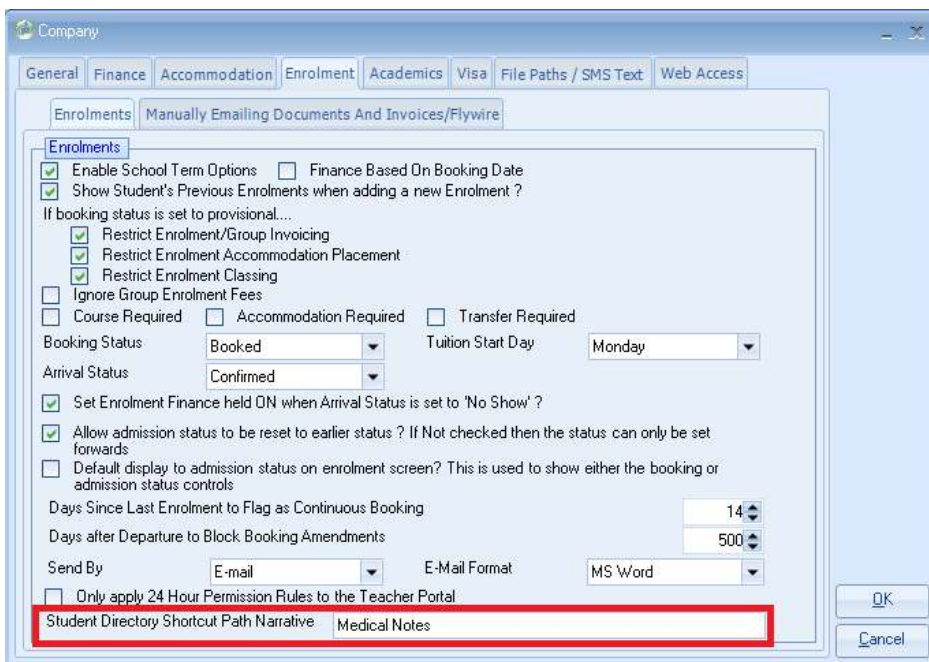 Company
General Finance Accommodation Enrolment Academics Visa File Paths / SMS Text Web Access
Enrolments Manually Emailing Documents And Invoices/Flywire
Enrolments
Enable School Term Options Finance Based On Booking Date
Show Student's Previous Enrolments when adding a new Enrolment ?
If booking status is set to provisional....
Restrict Enrolment/Group Invoicing
Restrict Enrolment Accommodation Placement
Restrict Enrolment Classing
Ignore Group Enrolment Fees
Course Required Accommodation Required Transfer Required
Booking Status Booked Tuition Start Day Monday
Arrival Status Confirmed
Set Enrolment Finance held ON when Arrival Status is set to 'No Show' ?
Allow admission status to be reset to earlier status ? If Not checked then the status can only be set
forwards
Default display to admission status on enrolment screen? This is used to show either the booking or
admission status controls
Days Since Last Enrolment to Flag as Continuous Booking 14
Days after Departure to Block Booking Amendments 500
Send By E-mail E-Mail Format MS Word
Only apply 24 Hour Permission Rules to the Teacher Portal
OK
Student Directory Shortcut Path Narrative Medical Notes
Cancel